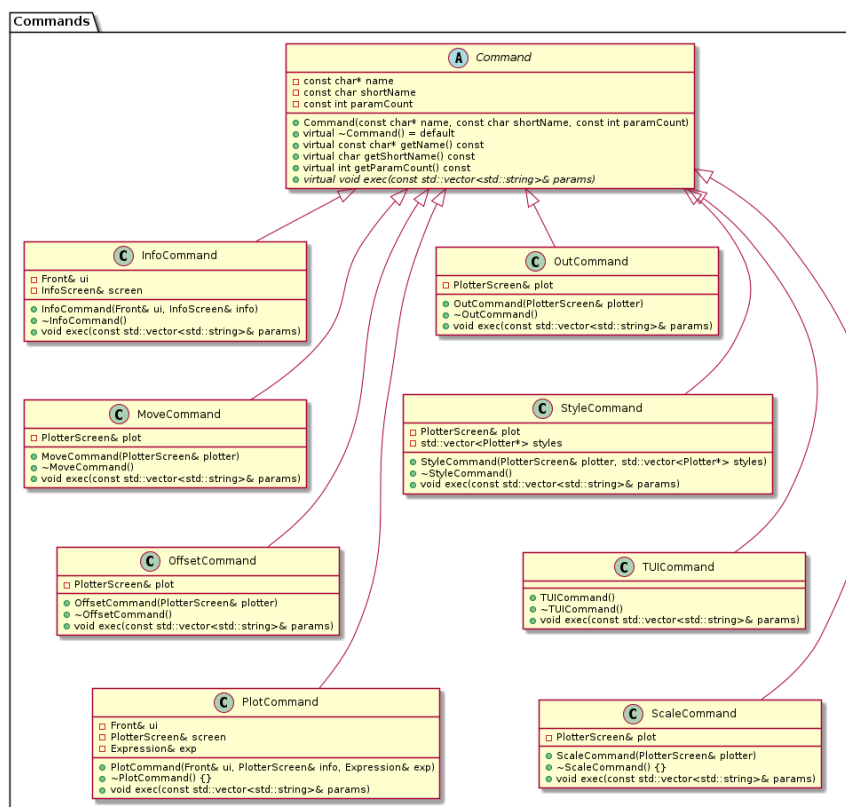 Commands
A Command
const char* name
const char shortName
const int paramCount
Command(const char* name, const char shortName, const int paramCount)
virtual ~Command() = default
virtual const char* getName() const
virtual char getShortName() const
virtual int getParamCount() const
virtual void exec(const std::vector<std::string>& params)
C InfoCommand
Front& ui
InfoScreen& screen
InfoCommand(Front& ui, InfoScreen& info)
~InfoCommand()
void exec(const std::vector<std::string>& params)
C OutCommand
PlotterScreen& plot
OutCommand(PlotterScreen& plotter)
~OutCommand()
void exec(const std::vector<std::string>& params)
C MoveCommand
PlotterScreen& plot
MoveCommand(PlotterScreen& plotter)
~MoveCommand()
void exec(const std::vector<std::string>& params)
C StyleCommand
PlotterScreen& plot
std::vector<Plotter*> styles
StyleCommand(PlotterScreen& plotter, std::vector<Plotter*> styles)
~StyleCommand()
void exec(const std::vector<std::string>& params)
C OffsetCommand
PlotterScreen& plot
OffsetCommand(PlotterScreen& plotter)
~OffsetCommand()
void exec(const std::vector<std::string>& params)
C TUICommand
TUICommand()
~TUICommand()
void exec(const std::vector<std::string>& params)
C PlotCommand
Front& ui
PlotterScreen& screen
Expression& exp
PlotCommand(Front& ui, PlotterScreen& info, Expression& exp)
~PlotCommand() {}
void exec(const std::vector<std::string>& params)
C ScaleCommand
PlotterScreen& plot
ScaleCommand(PlotterScreen& plotter)
~ScaleCommand() {}
void exec(const std::vector<std::string>& params)